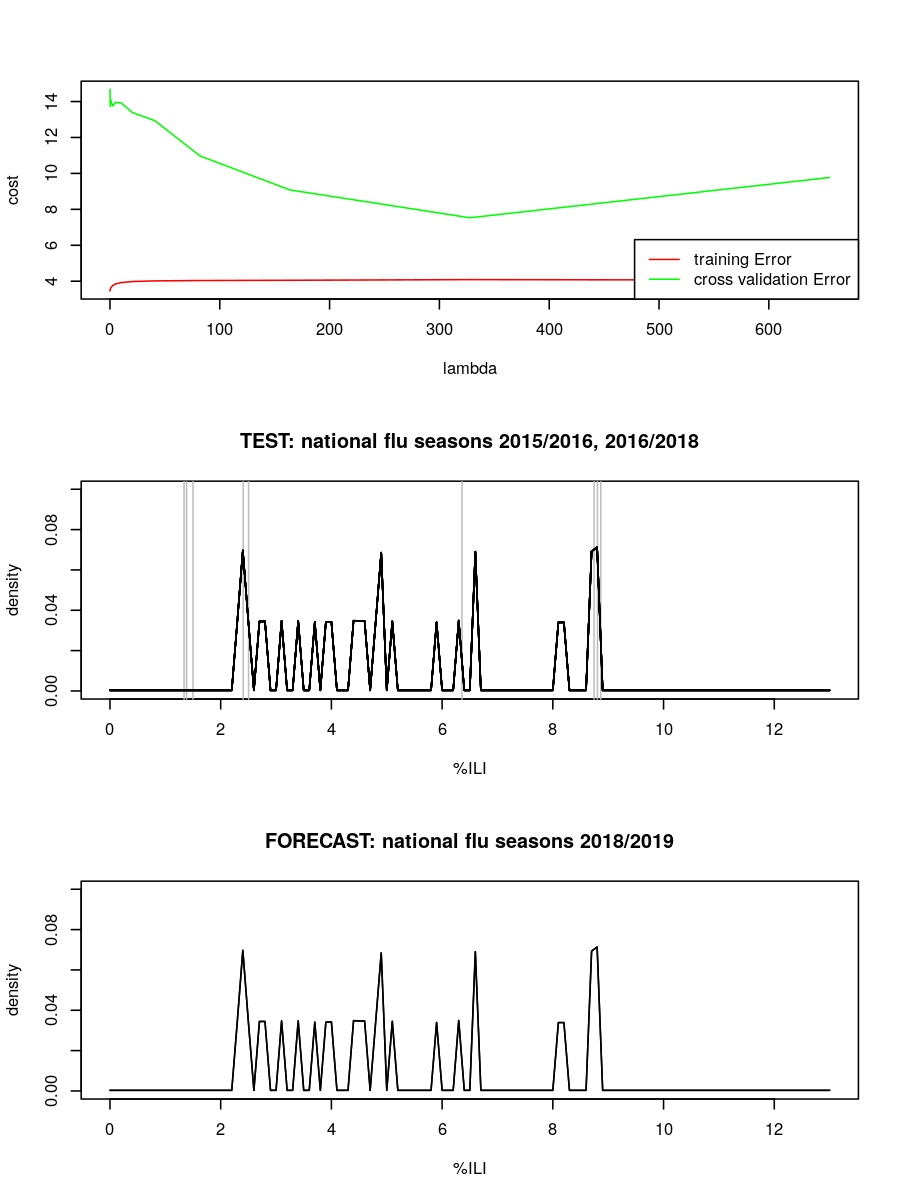 14
12
10
8
6
4
cost
training Error
cross validation Error
0 100 200 300 400 500 600
lambda
TEST: national flu seasons 2015/2016, 2016/2018
0.08
0.04
0.00
density
0 2 4 6 8 10 12
%ILI
FORECAST: national flu seasons 2018/2019
0.08
0.04
0.00
density
0 2 4 6 8 10 12
%ILI